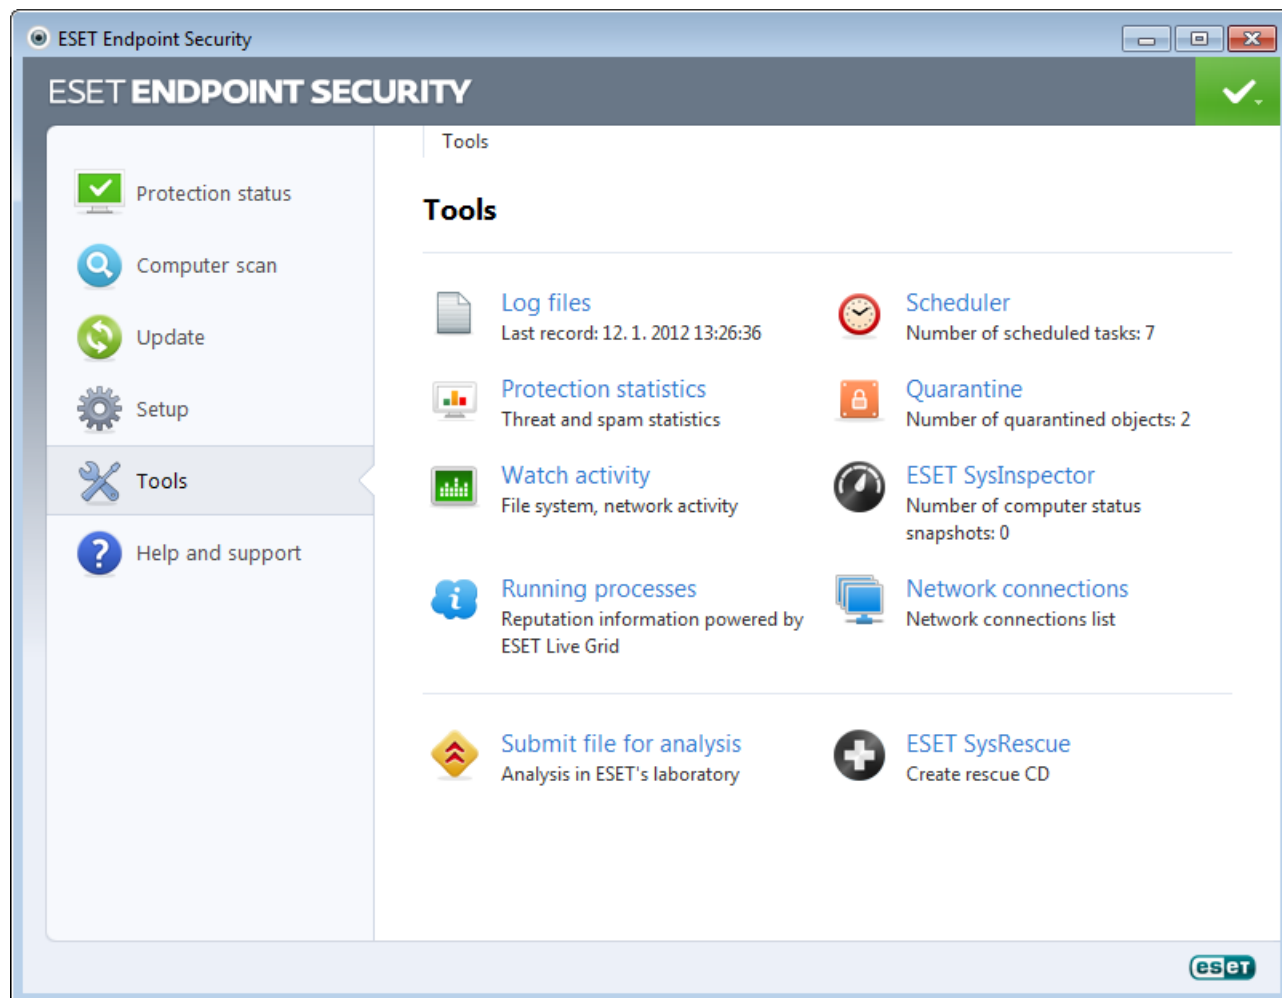 ESET Endpoint Security
ESET ENDPOINT SECURITY
Protection status
Computer scan
Update
Setup
Tools
Help and support
Tools
Tools
Log files
Last record: 12. 1. 2012 13:26:36
Scheduler
Number of scheduled tasks: 7
Protection statistics
Threat and spam statistics
Quarantine
Number of quarantined objects: 2
Watch activity
File system, network activity
ESET SysInspector
Number of computer status
snapshots: 0
Running processes
Reputation information powered by
ESET Live Grid
Network connections
Network connections list
Submit file for analysis
Analysis in ESET's laboratory
ESET SysRescue
Create rescue CD
eseT